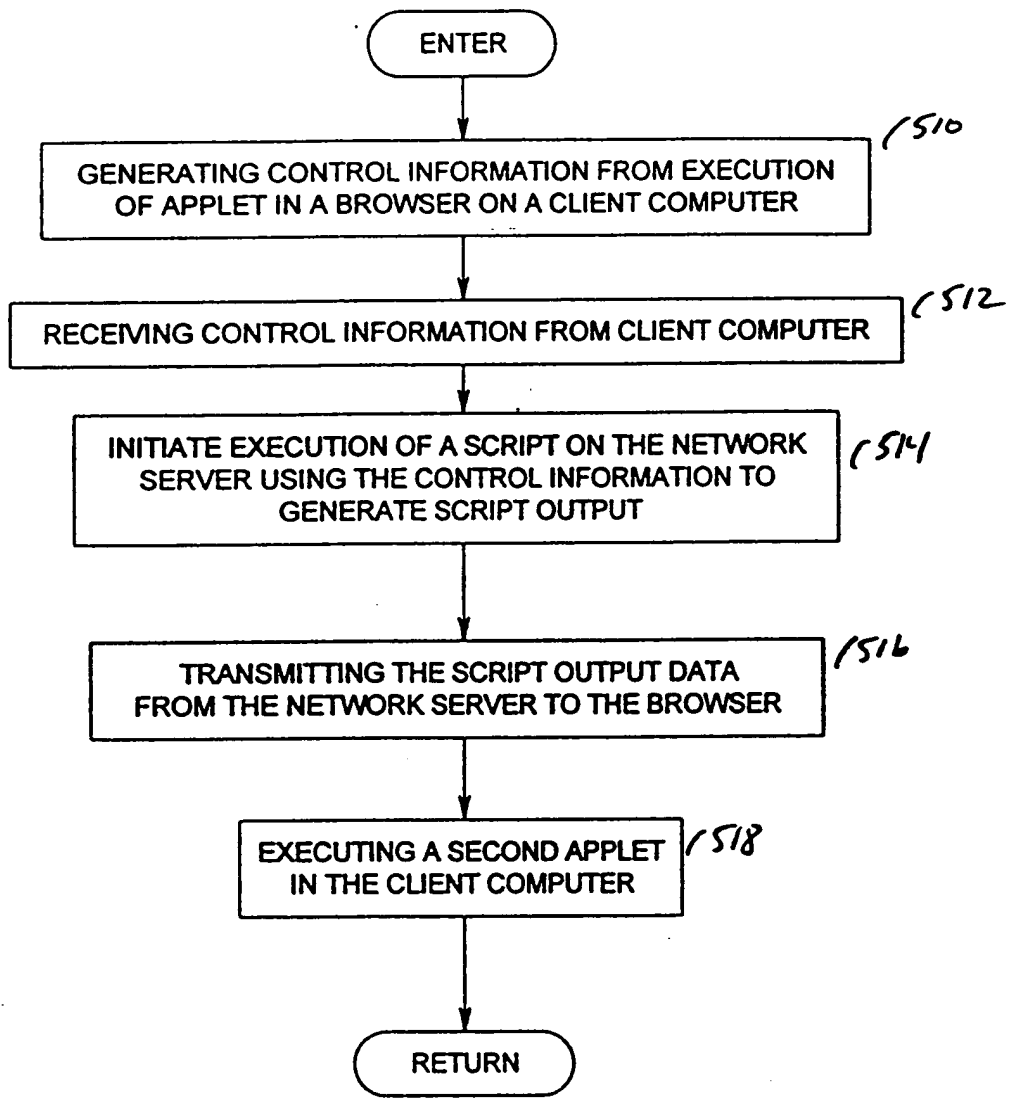 ENTER
510
GENERATING CONTROL INFORMATION FROM EXECUTION
OF APPLET IN A BROWSER ON A CLIENT COMPUTER
512
RECEIVING CONTROL INFORMATION FROM CLIENT COMPUTER
INITIATE EXECUTION OF A SCRIPT ON THE NETWORK
SERVER USING THE CONTROL INFORMATION TO
GENERATE SCRIPT OUTPUT
514
TRANSMITTING THE SCRIPT OUTPUT DATA
FROM THE NETWORK SERVER TO THE BROWSER
516
EXECUTING A SECOND APPLET
IN THE CLIENT COMPUTER
518
RETURN